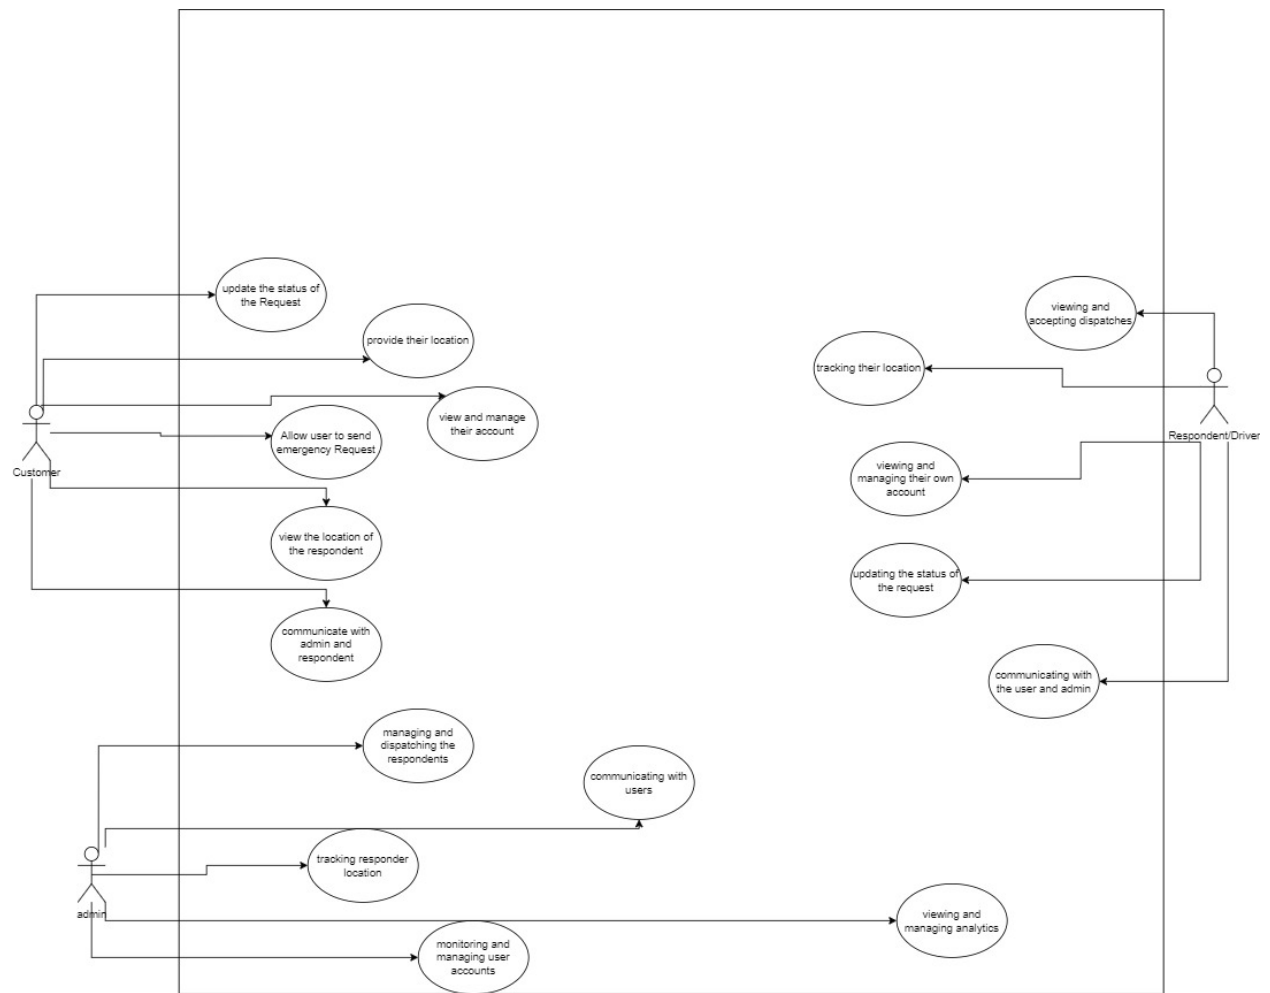 update the status of
the Request
provide their location
view and manage
their account
Allow user to send
emergency Request
Customer
view the location of
the respondent
communicate with
admin and
respondent
viewing and
accepting dispatches
tracking their location
Respondent/Driver
viewing and
managing their own
account
updating the status of
the request
communicating with
the user and admin
managing and
dispatching the
respondents
communicating with
users
tracking responder
location
admin
viewing and
managing analytics
monitoring and
managing user
accounts